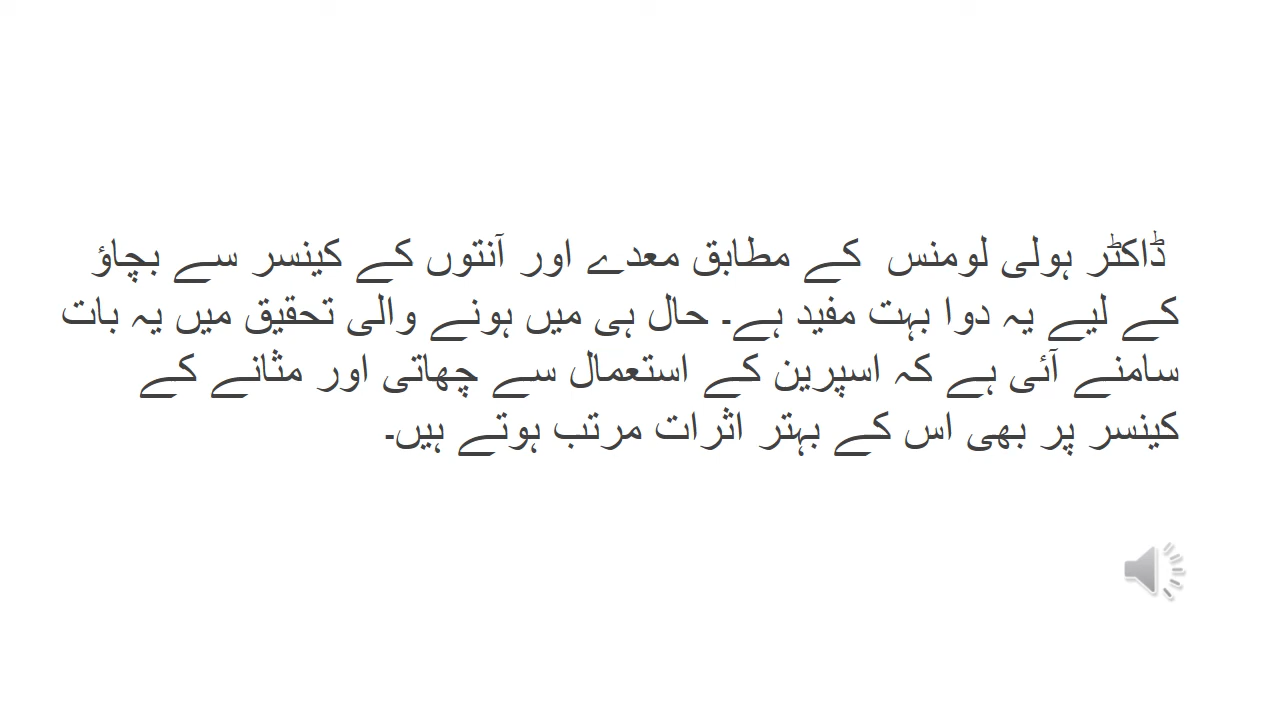 ڈاکٹر ہولی لومنس کے مطابق معدے اور آنتوں کے کینسر سے بچاؤ
کے لیے یہ دوا بہت مفید ہے۔ حال ہی میں ہونے والی تحقیق میں یہ بات
سامنے آئی ہے کہ اسپرین کے استعمال سے چھاتی اور مثانے کے
کینسر پر بھی اس کے بہتر اثرات مرتب ہوتے ہیں۔